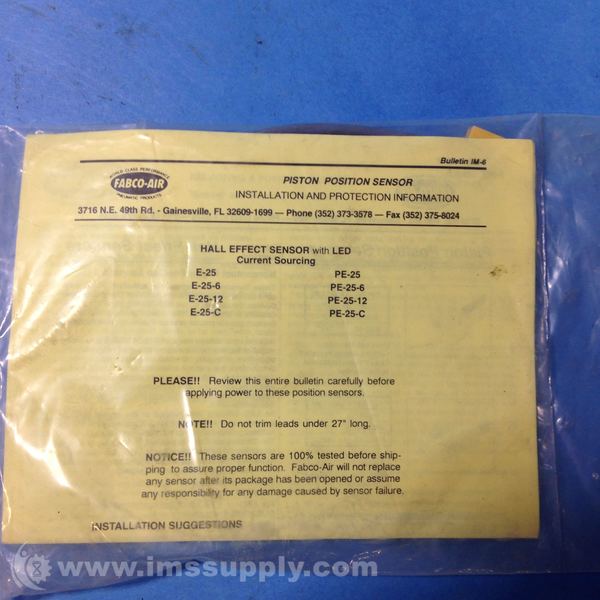 Bulletin IM-6
WORLD CLASS PERFORMANCE
FABCO-AIR
PNEUMATIC PRODUCTS
PISTON POSITION SENSOR
INSTALLATION AND PROTECTION INFORMATION
3716 N.E. 49th Rd. - Gainesville, FL 32609-1699 — Phone (352) 373-3578 — Fax (352) 375-8024
HALL EFFECT SENSOR with LED
Current Sourcing
E-25 PE-25
E-25-6 PE-25-6
E-25-12 PE-25-12
E-25-C PE-25-C
PLEASE!! Review this entire bulletin carefully before
applying power to these position sensors.
NOTE!! Do not trim leads under 27" long.
NOTICE!! These sensors are 100% tested before ship-
ping to assure proper function. Fabco-Air will not replace
any sensor after its package has been opened or assume
any responsibility for any damage caused by sensor failure.
INSTALLATION SUGGESTIONS
www.imssupply.com